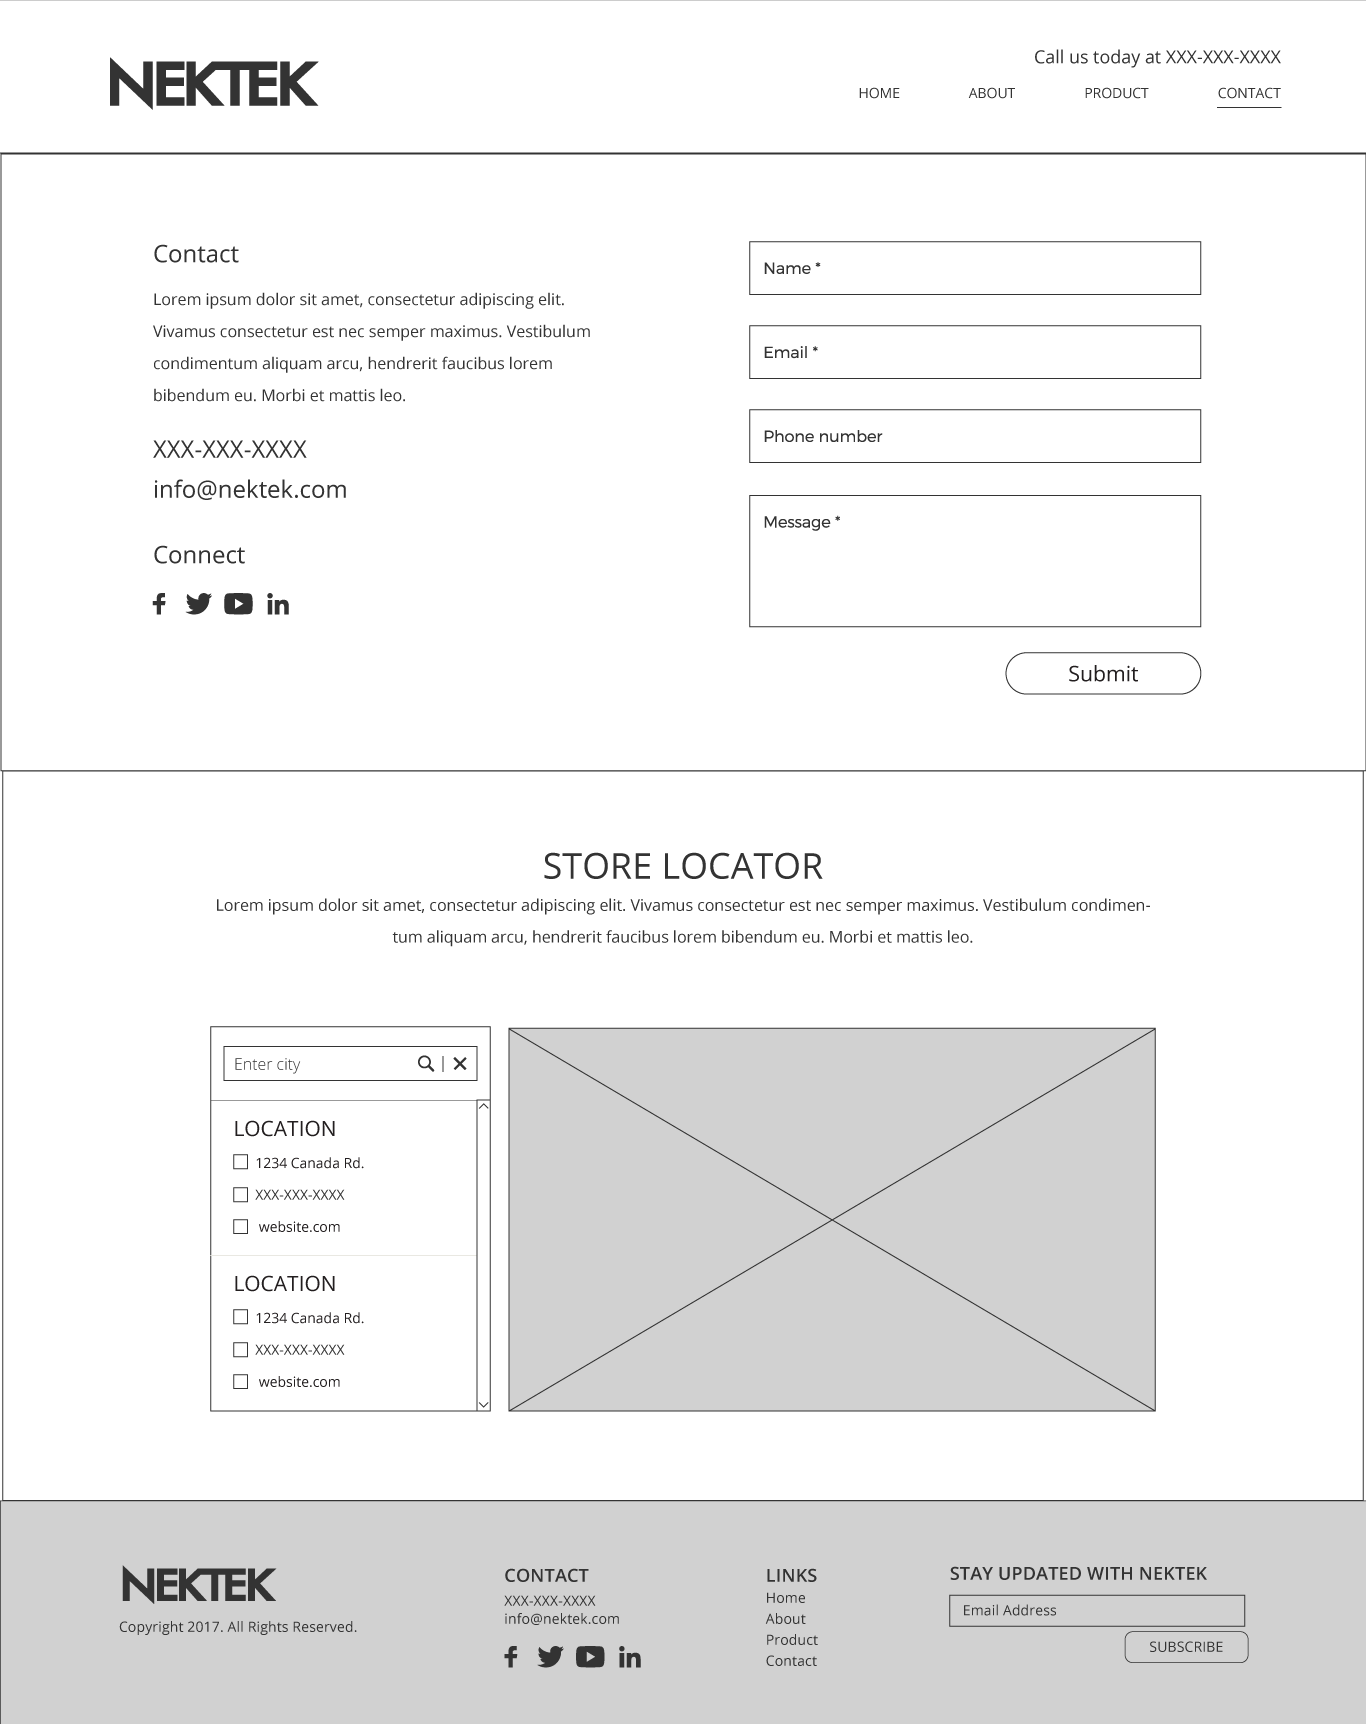 NEKTEK
Call us today at XXX-XXX-XXXX
HOME ABOUT PRODUCT CONTACT
Contact
Lorem ipsum dolor sit amet, consectetur adipiscing elit.
Vivamus consectetur est nec semper maximus. Vestibulum
condimentum aliquam arcu, hendrerit faucibus lorem
bibendum eu. Morbi et mattis leo.
XXX-XXX-XXXX
info@nektek.com
Connect
Name *
Email *
Phone number
Message *
Submit
STORE LOCATOR
Lorem ipsum dolor sit amet, consectetur adipiscing elit. Vivamus consectetur est nec semper maximus. Vestibulum condimen-
tum aliquam arcu, hendrerit faucibus lorem bibendum eu. Morbi et mattis leo.
Enter city
LOCATION
1234 Canada Rd.
XXX-XXX-XXXX
website.com
LOCATION
1234 Canada Rd.
XXX-XXX-XXXX
website.com
NEKTEK
Copyright 2017. All Rights Reserved.
CONTACT
XXX-XXX-XXXX
info@nektek.com
LINKS
Home
About
Product
Contact
STAY UPDATED WITH NEKTEK
Email Address
SUBSCRIBE